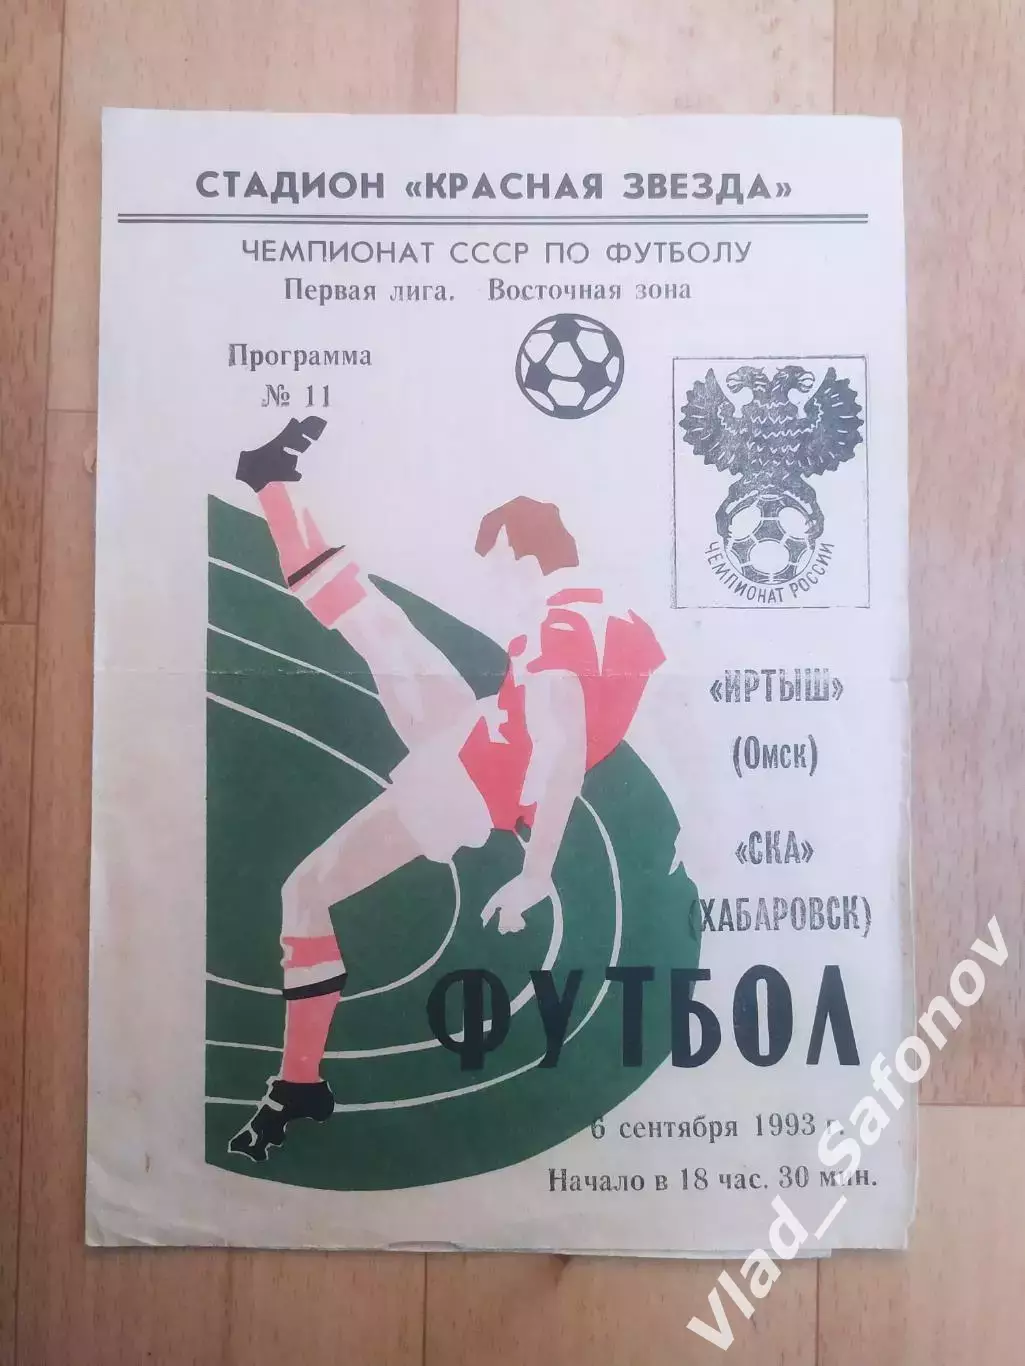 СТАДИОН «КРАСНАЯ ЗВЕЗДА»
ЧЕМПИОНАТ СССР ПО ФУТБОЛУ
Первая лига. Восточная зона
Программа
№ 11
ЧЕМПИОНАТ РОССИИ
«ИРТЫШ»
(Омск)
«СКА»
(ХАБАРОВСК)
ФУТБОЛ
6 сентября 1993 г.
Начало в 18 час. 30 мин.
Vlad_Safonov